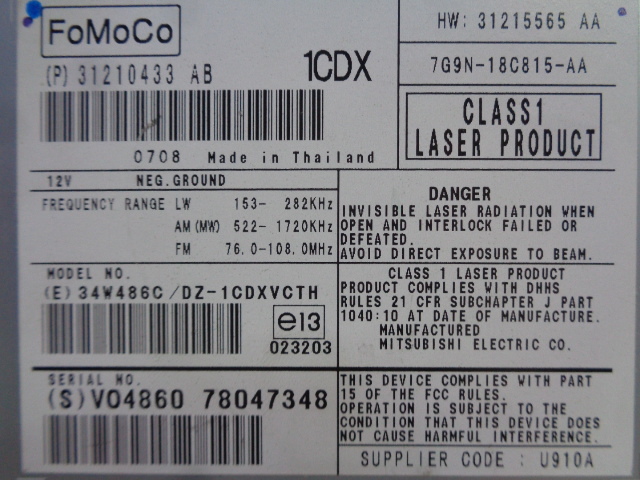 FoMoCo
(P) 31210433 AB
1CDX
0708 Made in Thailand
HW: 31215565 AA
7G9N-18C815-AA
CLASS1
LASER PRODUCT
12V NEG.GROUND
FREQUENCY RANGE LW 153- 282KHz
AM(MW) 522- 1720KHz
FM 76.0-108.0MHz
DANGER
INVISIBLE LASER RADIATION WHEN
OPEN AND INTERLOCK FAILED OR
DEFEATED.
AVOID DIRECT EXPOSURE TO BEAM.
MODEL NO.
(E) 34W486C/DZ-1CDXVCTH
e13
023203
CLASS 1 LASER PRODUCT
PRODUCT COMPLIES WITH DHHS
RULES 21 CFR SUBCHAPTER J PART
1040:10 AT DATE OF MANUFACTURE.
MANUFACTURED
MITSUBISHI ELECTRIC CO.
SERIAL NO.
(S)VO4860 78047348
THIS DEVICE COMPLIES WITH PART
15 OF THE FCC RULES.
OPERATION IS SUBJECT TO THE
CONDITION THAT THIS DEVICE DOES
NOT CAUSE HARMFUL INTERFERENCE.
SUPPLIER CODE : U910A